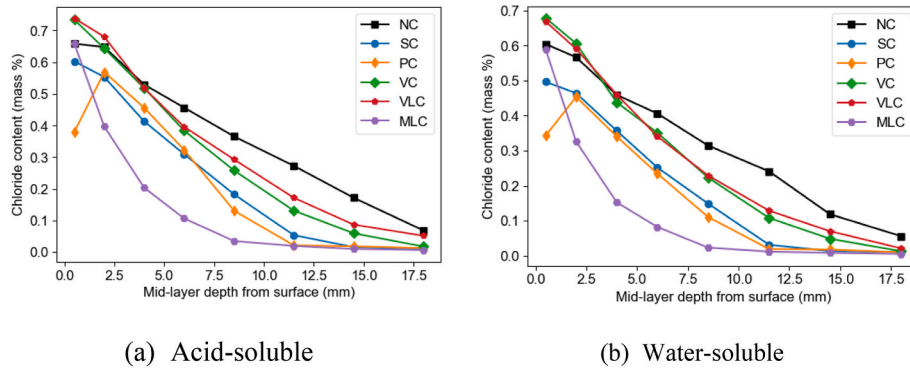 Chloride content (mass %)
0.7
0.6
0.5
0.4
0.3
0.2
0.1
0.0
NC
SC
PC
VC
VLC
MLC
0.0 2.5 5.0 7.5 10.0 12.5 15.0 17.5
Mid-layer depth from surface (mm)
(a) Acid-soluble
Chloride content (mass %)
0.7
0.6
0.5
0.4
0.3
0.2
0.1
0.0
NC
SC
PC
VC
VLC
MLC
0.0 2.5 5.0 7.5 10.0 12.5 15.0 17.5
Mid-layer depth from surface (mm)
(b) Water-soluble